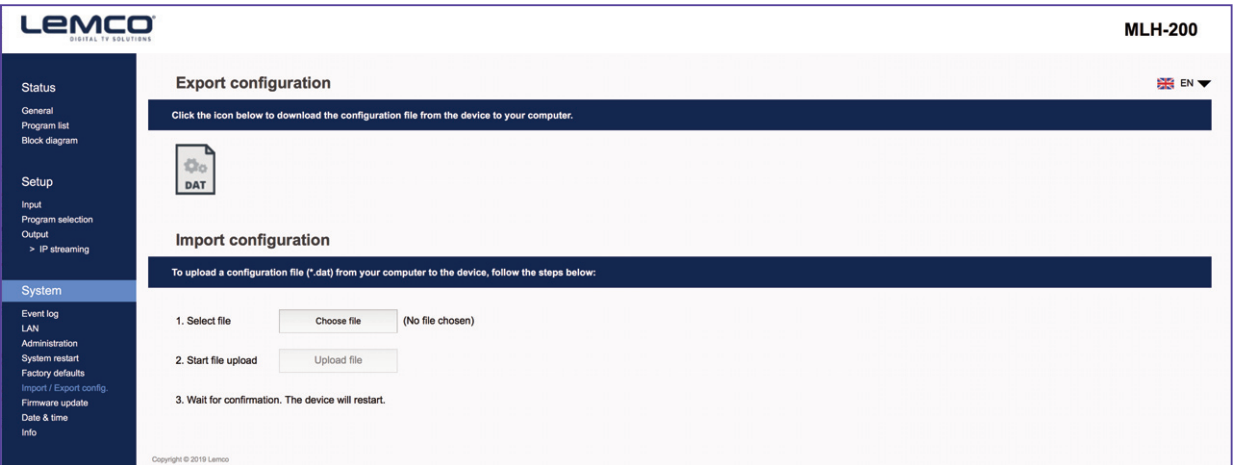 LEMCO
DIGITAL TV SOLUTIONS
MLH-200
Status
General
Program list
Block diagram
Setup
Input
Program selection
Output
> IP streaming
System
Event log
LAN
Administration
System restart
Factory defaults
Import / Export config.
Firmware update
Date & time
Info
Export configuration
EN
Click the icon below to download the configuration file from the device to your computer.
DAT
Import configuration
To upload a configuration file (*.dat) from your computer to the device, follow the steps below:
1. Select file Choose file (No file chosen)
2. Start file upload Upload file
3. Wait for confirmation. The device will restart.
Copyright © 2019 Lemco